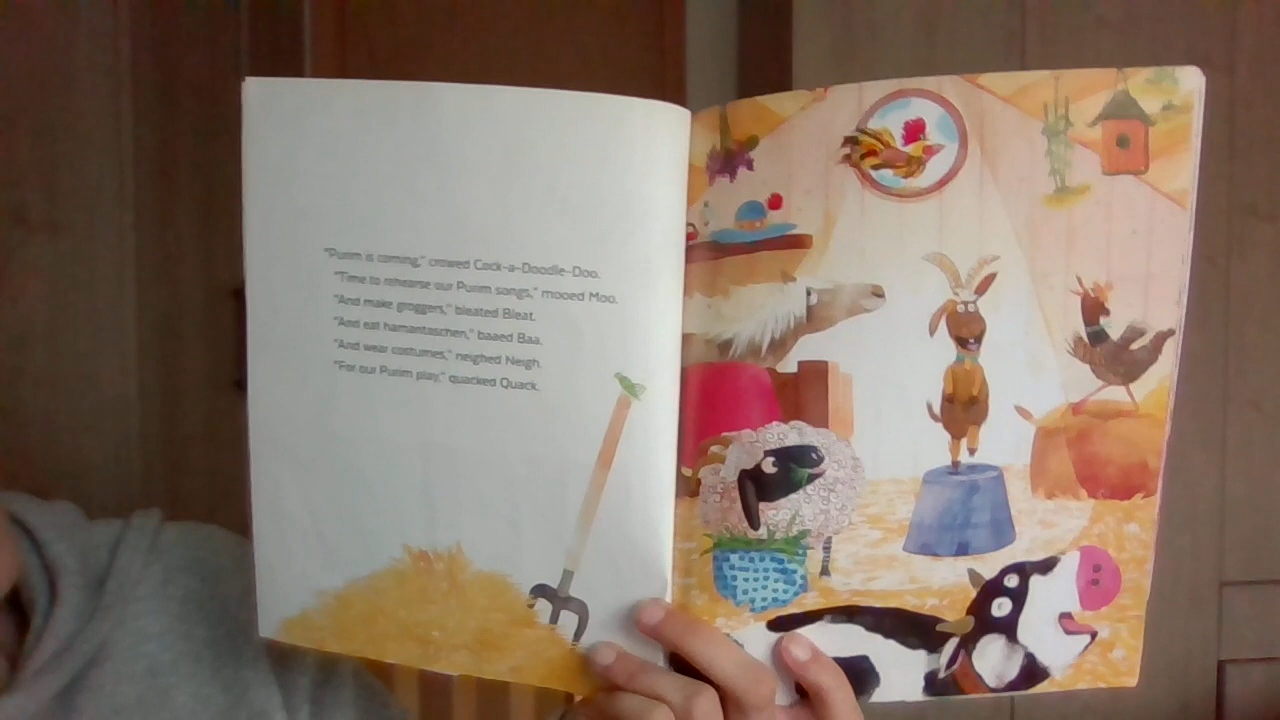 "Purim is coming," crowed Cock-a-Doodle-Doo.
"Time to rehearse our Purim songs," mooed Moo.
"And make groggers," bleated Bleat.
"And eat hamantaschen," baaed Baa.
"And wear costumes," neighed Neigh.
"For our Purim play," quacked Quack.